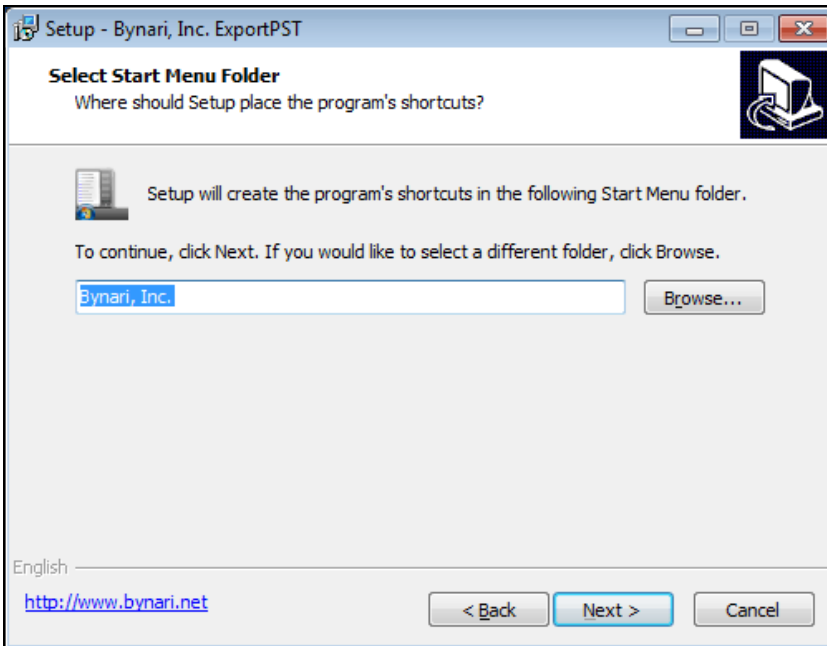 Setup - Bynari, Inc. ExportPST
Select Start Menu Folder
Where should Setup place the program's shortcuts?
Setup will create the program's shortcuts in the following Start Menu folder.
To continue, click Next. If you would like to select a different folder, click Browse.
Bynari, Inc.
Browse...
English
http://www.bynari.net
< Back
Next >
Cancel